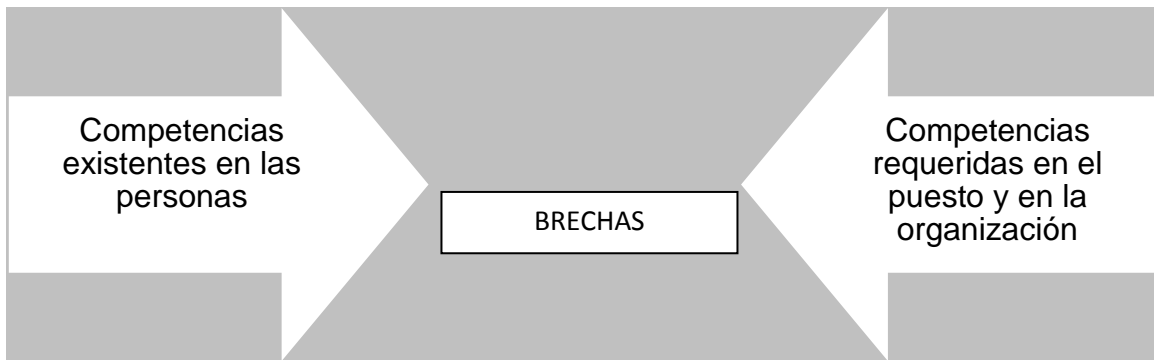 Competencias
existentes en las
personas
BRECHAS
Competencias
requeridas en el
puesto y en la
organización